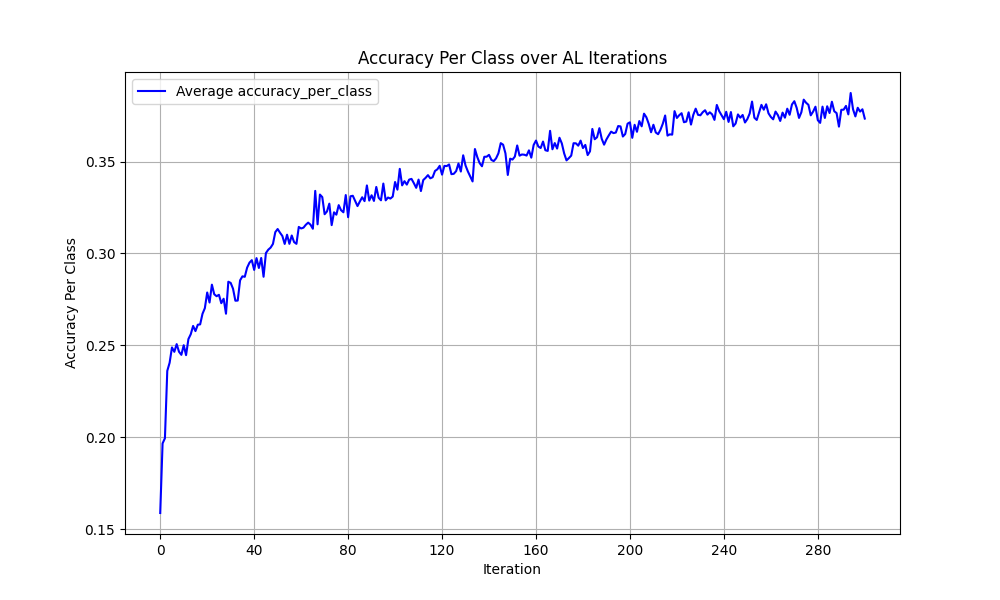 Accuracy Per Class over AL Iterations
Average accuracy_per_class
Accuracy Per Class
0.35
0.30
0.25
0.20
0.15
0 40 80 120 160 200 240 280
Iteration